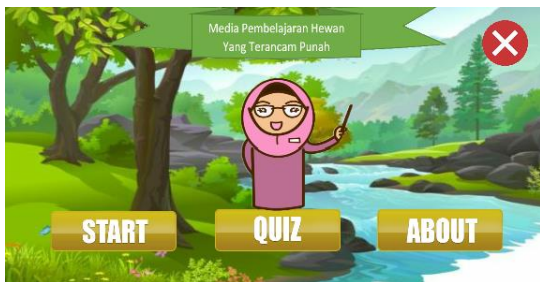 Media Pembelajaran Hewan
Yang Terancam Punah
START
QUIZ
ABOUT